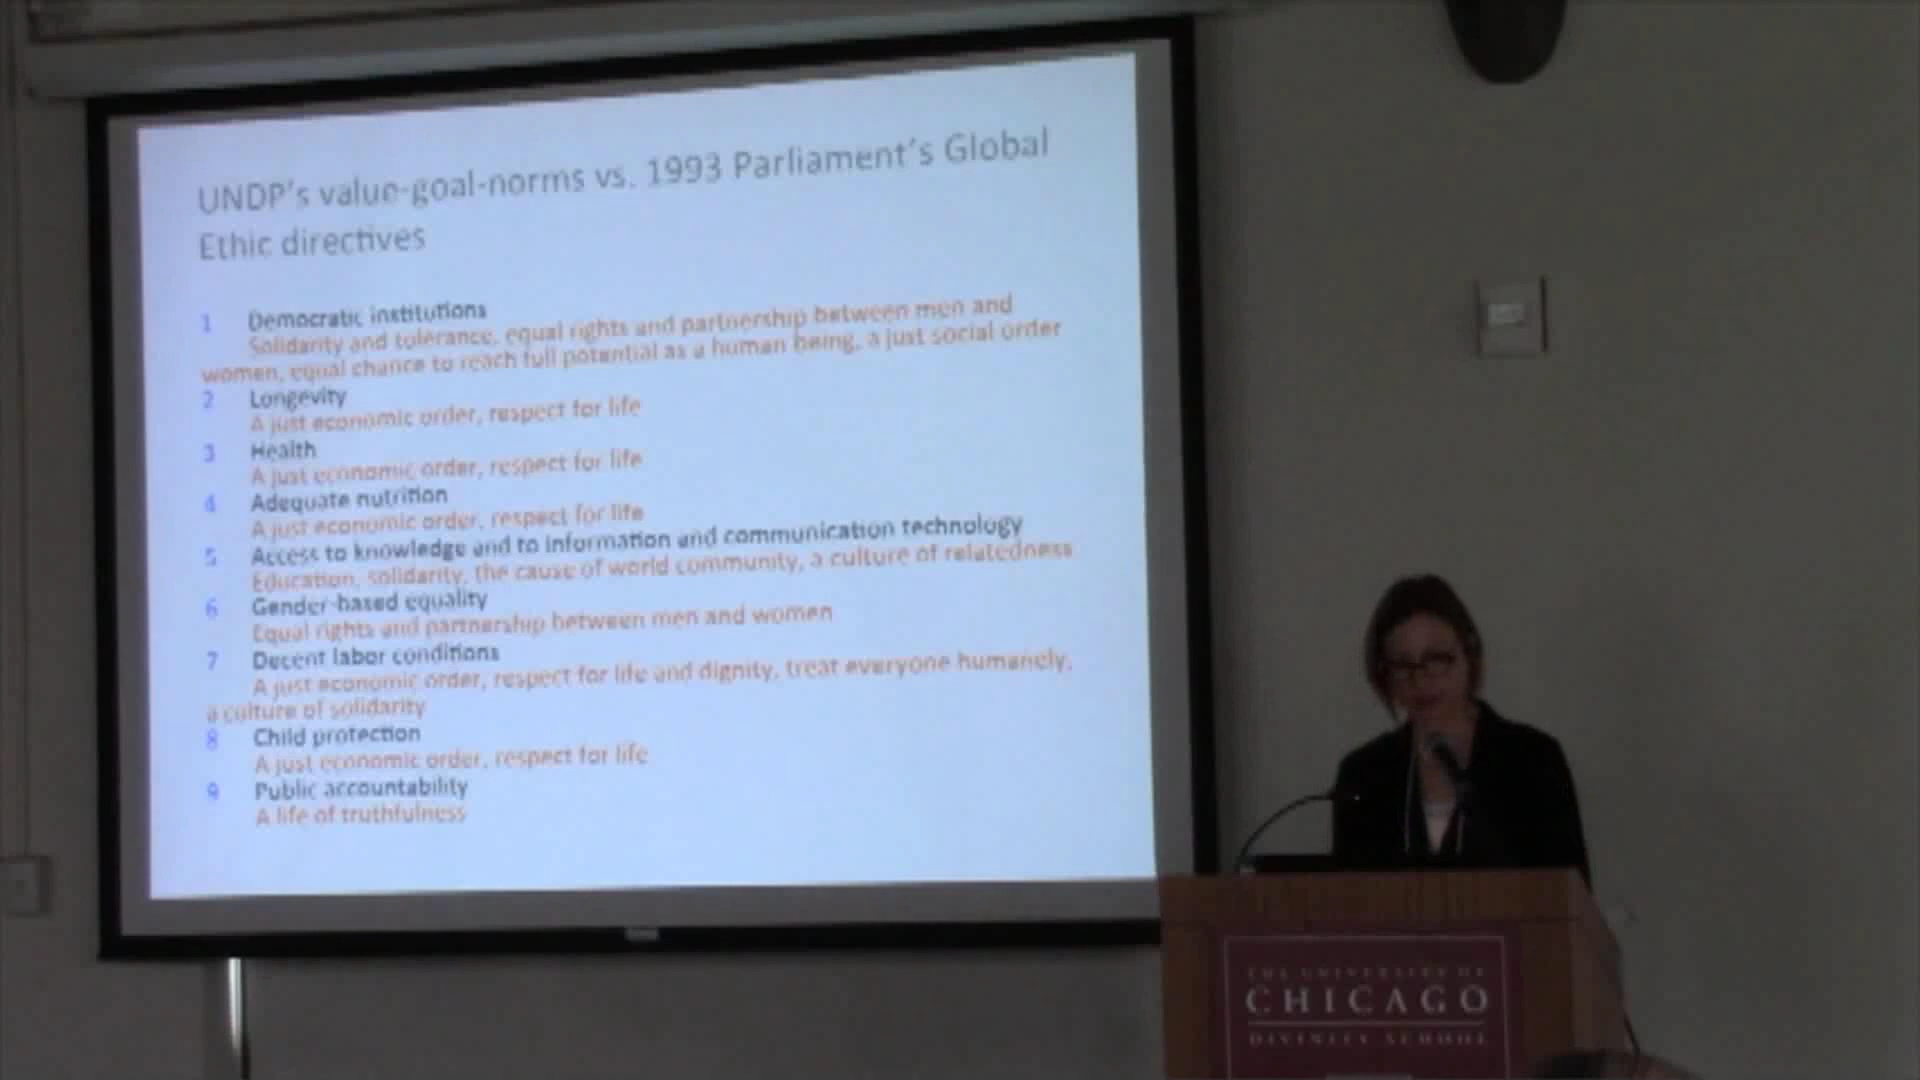 UNDP's value-goal-norms vs. 1993 Parliament's Global
Ethic directives
1 Democratic institutions
Solidarity and tolerance, equal rights and partnership between men and
women, equal chance to reach full potential as a human being, a just social order
2 Longevity
A just economic order, respect for life
3 Health
A just economic order, respect for life
4 Adequate nutrition
A just economic order, respect for life
5 Access to knowledge and to information and communication technology
Education, solidarity, the cause of world community, a culture of relatedness
6 Gender-based equality
Equal rights and partnership between men and women
7 Decent labor conditions
A just economic order, respect for life and dignity, treat everyone humanely,
a culture of solidarity
8 Child protection
A just economic order, respect for life
9 Public accountability
A life of truthfulness
THE UNIVERSITY OF
CHICAGO
DIVINITY SCHOOL